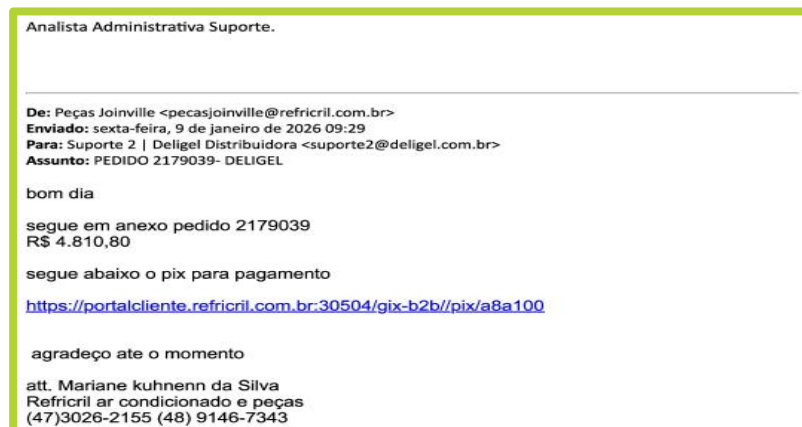 Analista Administrativa Suporte.
De: Peças Joinville <pecasjoinville@refricril.com.br>
Enviado: sexta-feira, 9 de janeiro de 2026 09:29
Para: Suporte 2 | Deligel Distribuidora <suporte2@deligel.com.br>
Assunto: PEDIDO 2179039- DELIGEL
bom dia
segue em anexo pedido 2179039
R$ 4.810,80
segue abaixo o pix para pagamento
https://portalcliente.refricril.com.br:30504/gix-b2b//pix/a8a100
agradeço ate o momento
att. Mariane kuhnenn da Silva
Refricril ar condicionado e peças
(47)3026-2155 (48) 9146-7343